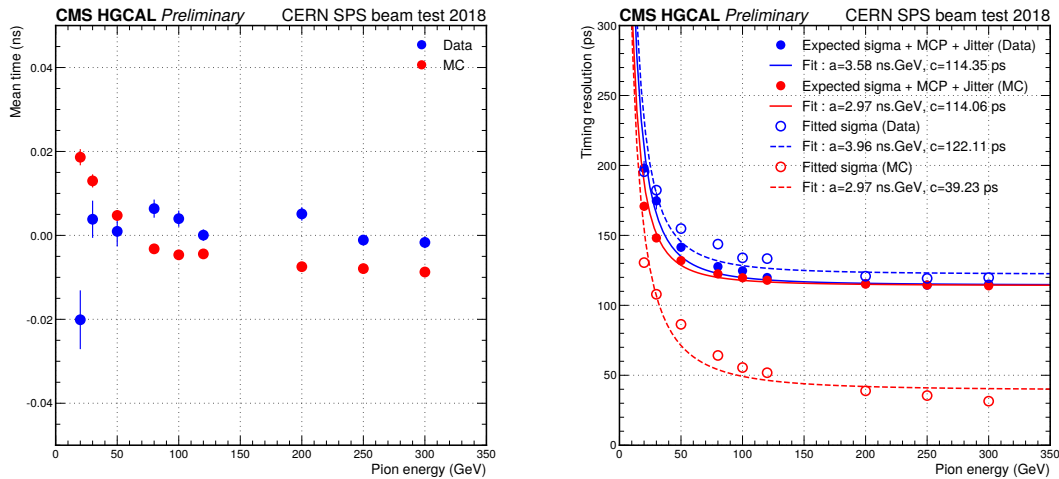 CMS HGCAL Preliminary CERN SPS beam test 2018
Mean time (ns)
Data
MC
0.04
0.02
0.00
-0.02
-0.04
0 50 100 150 200 250 300 350
Pion energy (GeV)
CMS HGCAL Preliminary CERN SPS beam test 2018
Timing resolution (ps)
Expected sigma + MCP + Jitter (Data)
Fit : a=3.58 ns.GeV, c=114.35 ps
Expected sigma + MCP + Jitter (MC)
Fit : a=2.97 ns.GeV, c=114.06 ps
Fitted sigma (Data)
Fit : a=3.96 ns.GeV, c=122.11 ps
Fitted sigma (MC)
Fit : a=2.97 ns.GeV, c=39.23 ps
300
250
200
150
100
50
0
0 50 100 150 200 250 300 350
Pion energy (GeV)